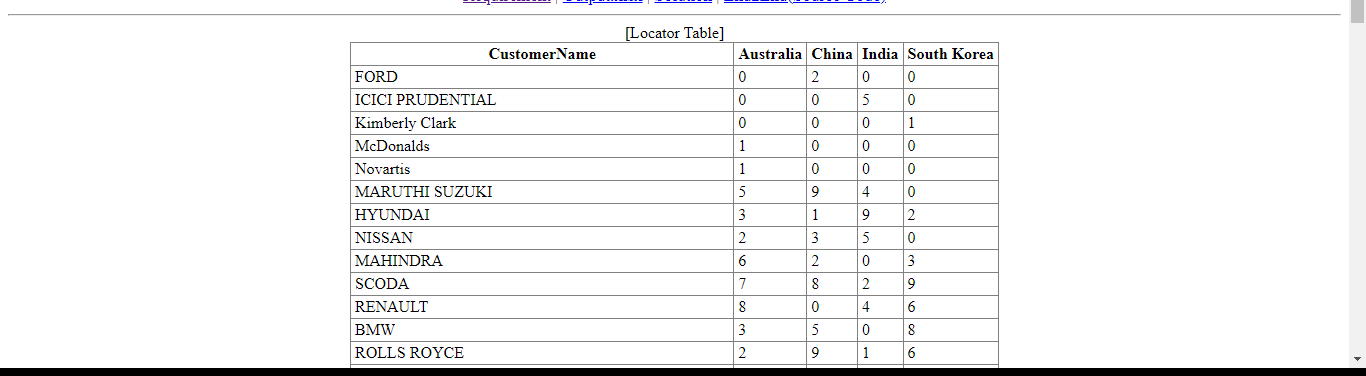 [Locator Table]
CustomerName Australia China India South Korea
FORD 0 2 0 0
ICICI PRUDENTIAL 0 0 5 0
Kimberly Clark 0 0 0 1
McDonalds 1 0 0 0
Novartis 1 0 0 0
MARUTHI SUZUKI 5 9 4 0
HYUNDAI 3 1 9 2
NISSAN 2 3 5 0
MAHINDRA 6 2 0 3
SCODA 7 8 2 9
RENAULT 8 0 4 6
BMW 3 5 0 8
ROLLS ROYCE 2 9 1 6